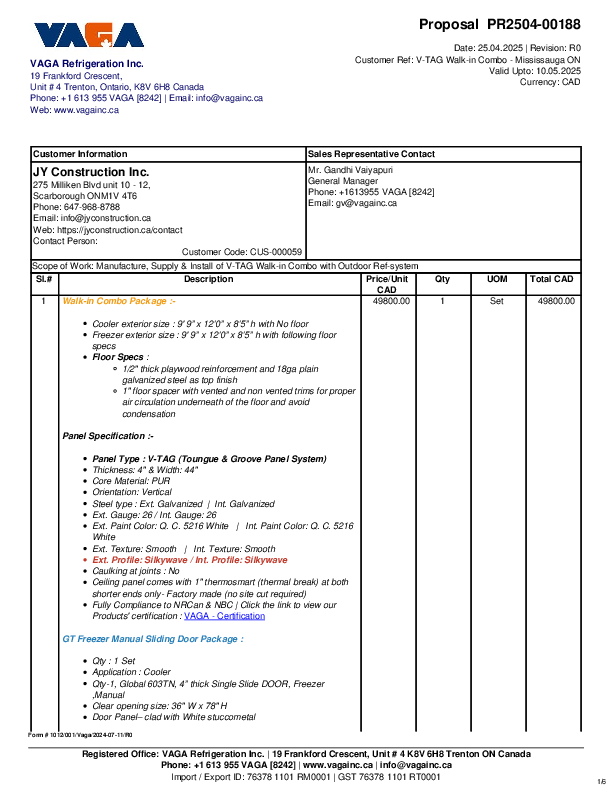 VAGA
VAGA Refrigeration Inc.
19 Frankford Crescent,
Unit # 4 Trenton, Ontario, K8V 6H8 Canada
Phone: +1 613 955 VAGA [8242] | Email: info@vagainc.ca
Web: www.vagainc.ca
Proposal PR2504-00188
Date: 25.04.2025 | Revision: R0
Customer Ref: V-TAG Walk-in Combo - Mississauga ON
Valid Upto: 10.05.2025
Currency: CAD
Customer Information
JY Construction Inc.
275 Milliken Blvd unit 10 - 12,
Scarborough ONM1V 4T6
Phone: 647-968-8788
Email: info@jyconstruction.ca
Web: https://jyconstruction.ca/contact
Contact Person:
Customer Code: CUS-000059
Sales Representative Contact
Mr. Gandhi Vaiyapuri
General Manager
Phone: +1613955 VAGA [8242]
Email: gv@vagainc.ca
Scope of Work: Manufacture, Supply & Install of V-TAG Walk-in Combo with Outdoor Ref-system
Sl.# Description Price/Unit CAD Qty UOM Total CAD
1 Walk-in Combo Package :- 49800.00 1 Set 49800.00
• Cooler exterior size : 9' 9" x 12'0" x 8'5" h with No floor
• Freezer exterior size : 9' 9" x 12'0" x 8'5" h with following floor
specs
• Floor Specs :
1/2" thick playwood reinforcement and 18ga plain
galvanized steel as top finish
1" floor spacer with vented and non vented trims for proper
air circulation underneath of the floor and avoid
condensation
Panel Specification :-
• Panel Type : V-TAG (Toungue & Groove Panel System)
• Thickness: 4" & Width: 44"
• Core Material: PUR
• Orientation: Vertical
• Steel type : Ext. Galvanized | Int. Galvanized
• Ext. Gauge: 26 / Int. Gauge: 26
• Ext. Paint Color: Q. C. 5216 White | Int. Paint Color: Q. C. 5216
White
• Ext. Texture: Smooth | Int. Texture: Smooth
• Ext. Profile: Silkywave / Int. Profile: Silkywave
• Caulking at joints : No
• Ceiling panel comes with 1" thermosmart (thermal break) at both
shorter ends only- Factory made (no site cut required)
• Fully Compliance to NRCan & NBC | Click the link to view our
Products' certification : VAGA - Certification
GT Freezer Manual Sliding Door Package :
• Qty : 1 Set
• Application : Cooler
• Qty-1, Global 603TN, 4" thick Single Slide DOOR, Freezer
,Manual
• Clear opening size: 36" W x 78" H
• Door Panel– clad with White stuccometal
Form # 1012/001/Vaga/2024-07-11/R0
Registered Office: VAGA Refrigeration Inc. | 19 Frankford Crescent, Unit # 4 K8V 6H8 Trenton ON Canada
Phone: +1 613 955 VAGA [8242] | www.vagainc.ca | info@vagainc.ca
Import / Export ID: 76378 1101 RM0001 | GST 76378 1101 RT0001
1/6